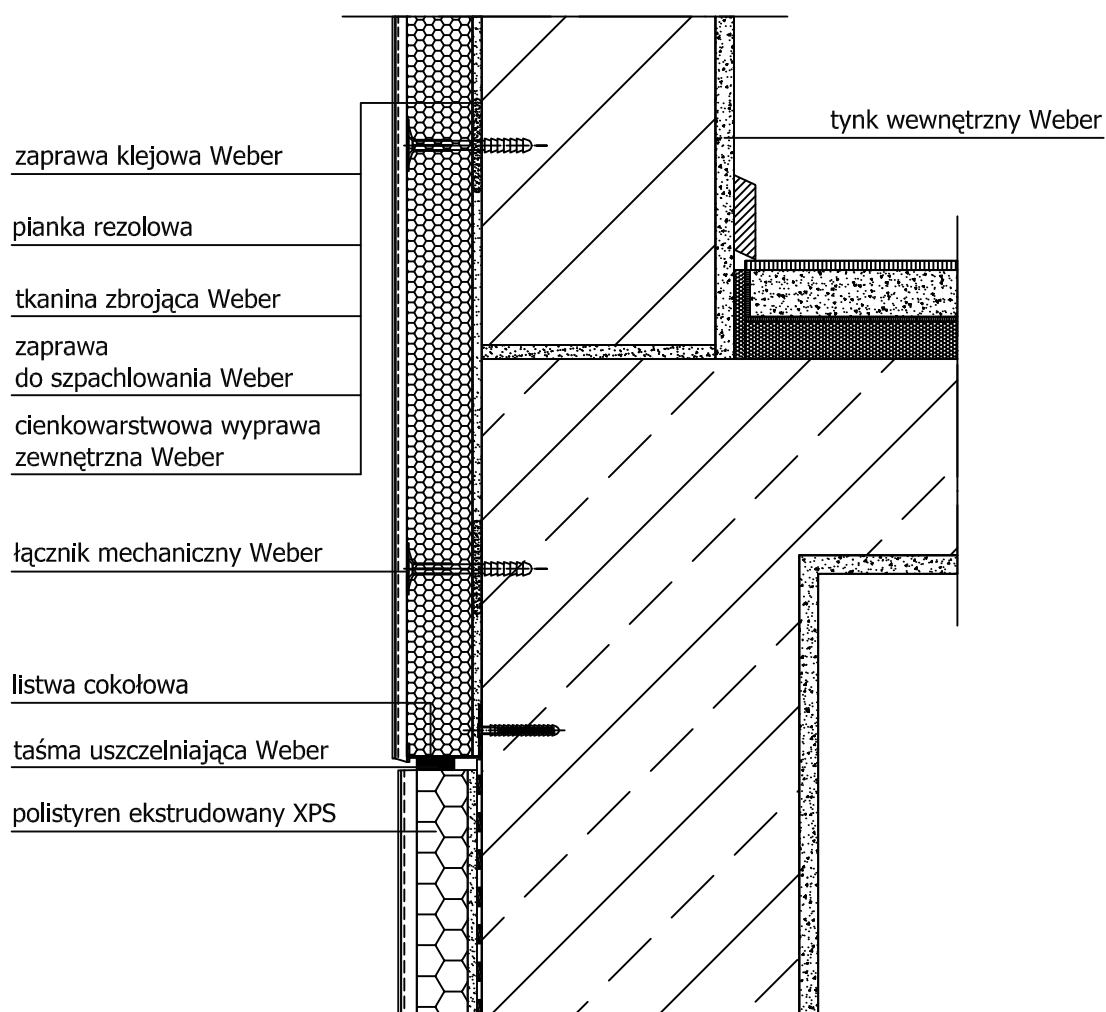 tynk wewnętrzny Weber
zaprawa klejowa Weber
pianka rezolowa
tkanina zbrojąca Weber
zaprawa
do szpachlowania Weber
cienkowarstwowa wyprawa
zewnętrzna Weber
łącznik mechaniczny Weber
listwa cokołowa
taśma uszczelniająca Weber
polistyren ekstrudowany XPS